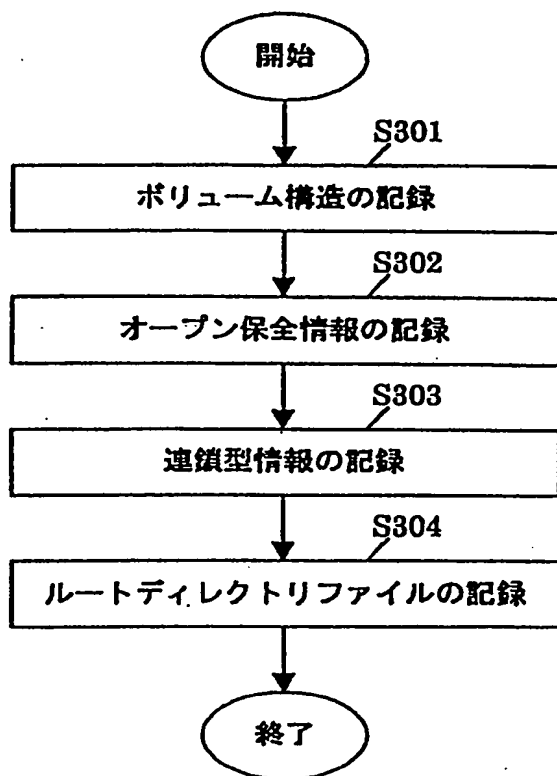 開始
S301
ボリューム構造の記録
S302
オープン保全情報の記録
S303
連鎖型情報の記録
S304
ルートディレクトリファイルの記録
終了